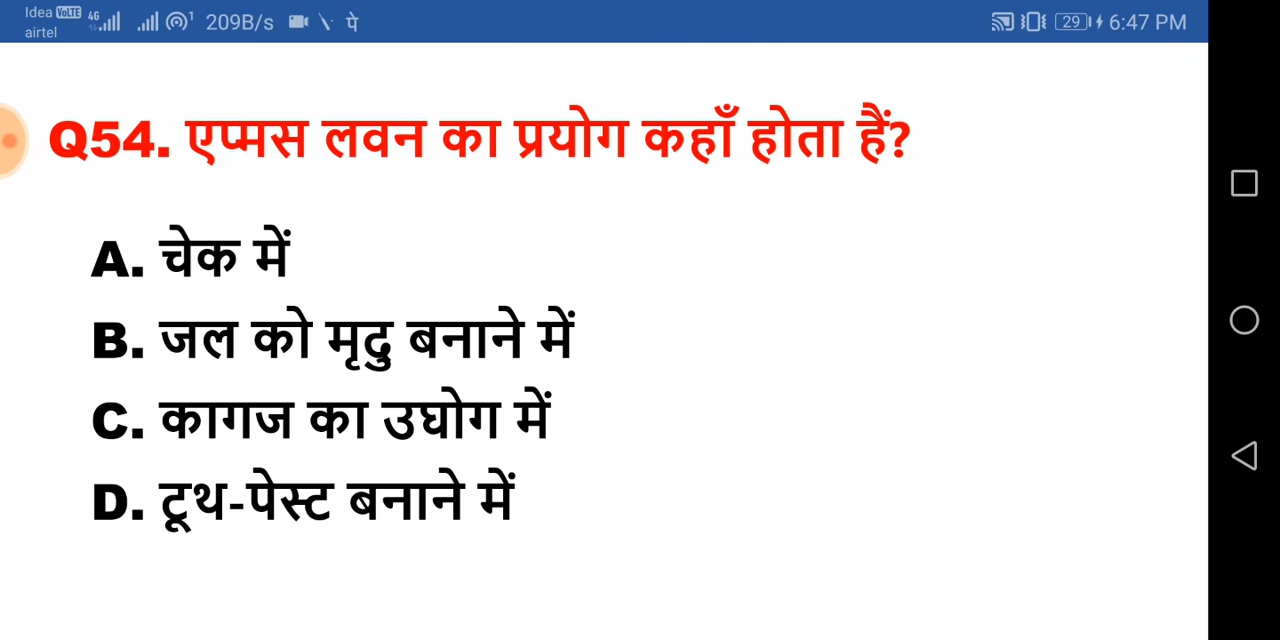 Idea VoLTE 4G 1 209B/s पे 29 6:47 PM
airtel
Q54. एप्मस लवन का प्रयोग कहाँ होता हैं?
A. चेक में
B. जल को मृदु बनाने में
C. कागज का उघोग में
D. टूथ-पेस्ट बनाने में